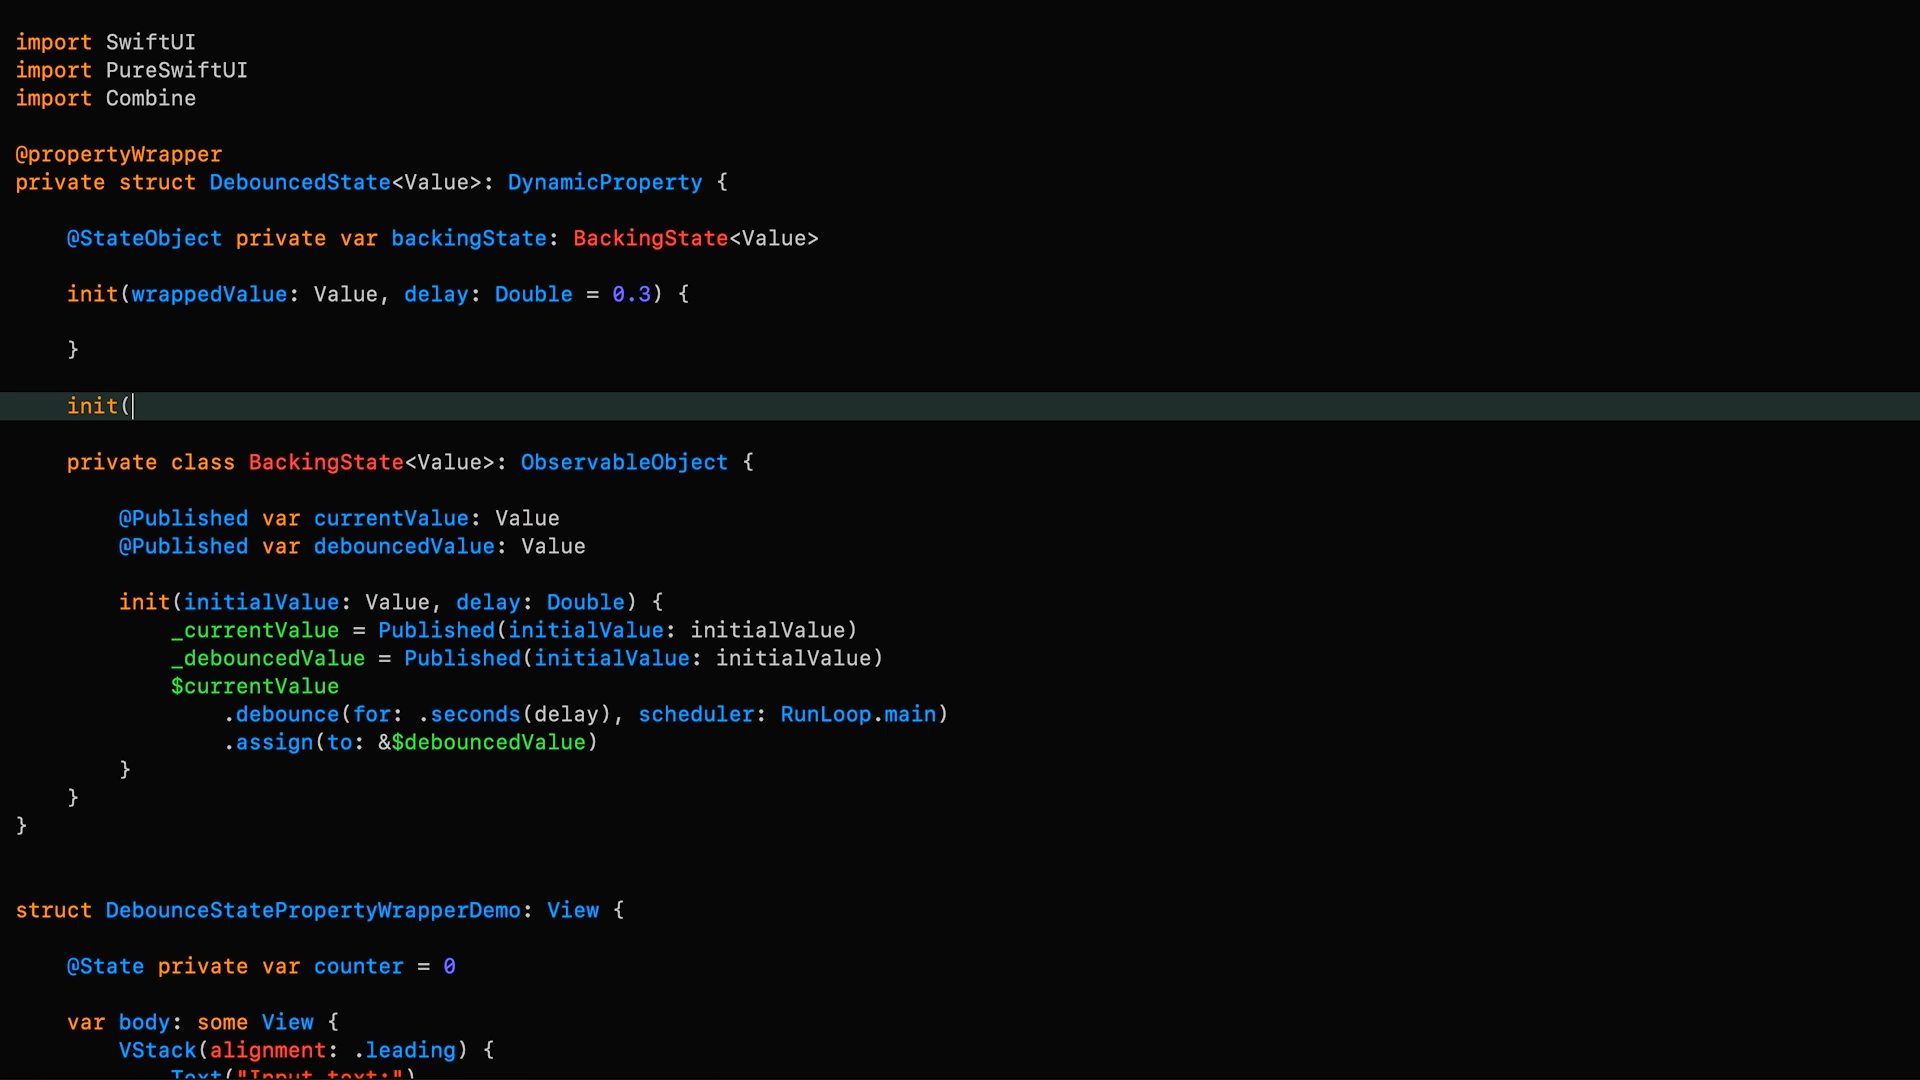 import SwiftUI
import PureSwiftUI
import Combine
@propertyWrapper
private struct DebouncedState<Value>: DynamicProperty {
@StateObject private var backingState: BackingState<Value>
init(wrappedValue: Value, delay: Double = 0.3) {
}
init(
private class BackingState<Value>: ObservableObject {
@Published var currentValue: Value
@Published var debouncedValue: Value
init(initialValue: Value, delay: Double) {
_currentValue = Published(initialValue: initialValue)
_debouncedValue = Published(initialValue: initialValue)
$currentValue
.debounce(for: .seconds(delay), scheduler: RunLoop.main)
.assign(to: &$debouncedValue)
}
}
}
struct DebounceStatePropertyWrapperDemo: View {
@State private var counter = 0
var body: some View {
VStack(alignment: .leading) {
Text("Input text:")